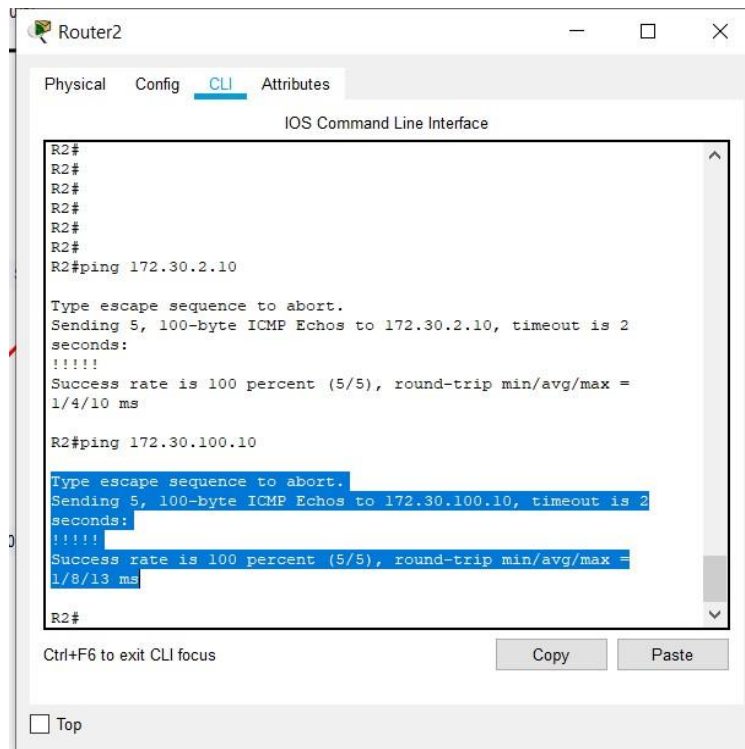 Router2
Physical Config CLI Attributes
IOS Command Line Interface
R2#
R2#
R2#
R2#
R2#
R2#
R2#ping 172.30.2.10
Type escape sequence to abort.
Sending 5, 100-byte ICMP Echos to 172.30.2.10, timeout is 2
seconds:
!!!!!
Success rate is 100 percent (5/5), round-trip min/avg/max =
1/4/10 ms
R2#ping 172.30.100.10
Type escape sequence to abort.
Sending 5, 100-byte ICMP Echos to 172.30.100.10, timeout is 2
seconds:
!!!!!
Success rate is 100 percent (5/5), round-trip min/avg/max =
1/8/13 ms
R2#
Ctrl+F6 to exit CLI focus
Copy Paste
Top